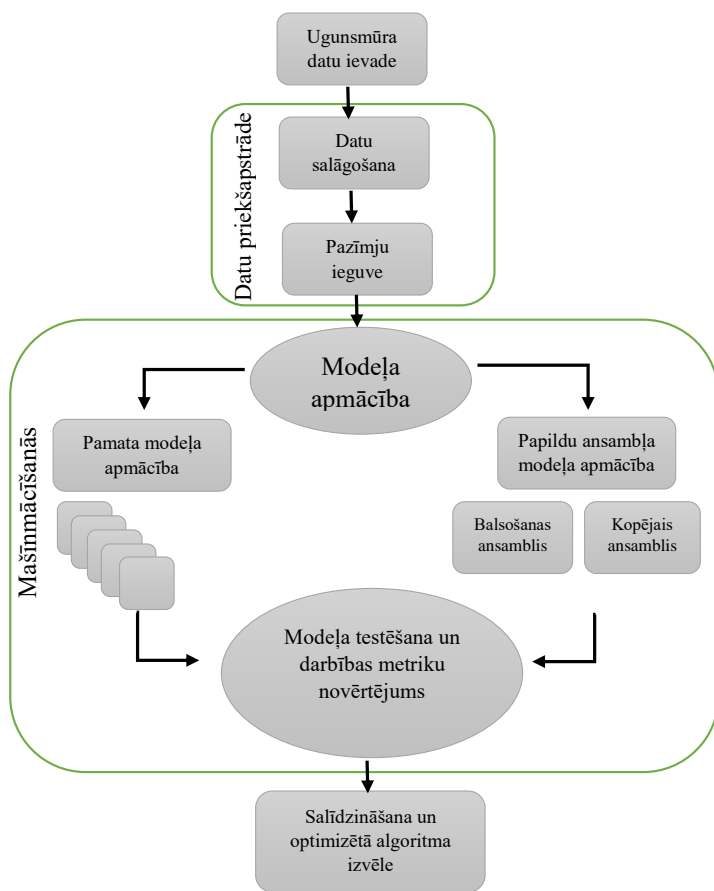 Ugunsmūra
datu ievade
Datu priekšapstrāde
Datu
salāgošana
Pazīmju
ieguve
Mašīnmācīšanās
Modeļa
apmācība
Pamata modeļa
apmācība
Papildu ansambļa
modeļa apmācība
Balsošanas
ansamblis
Kopējais
ansamblis
Modeļa testēšana un
darbības metriku
novērtējums
Salīdzināšana un
optimizētā algoritma
izvēle